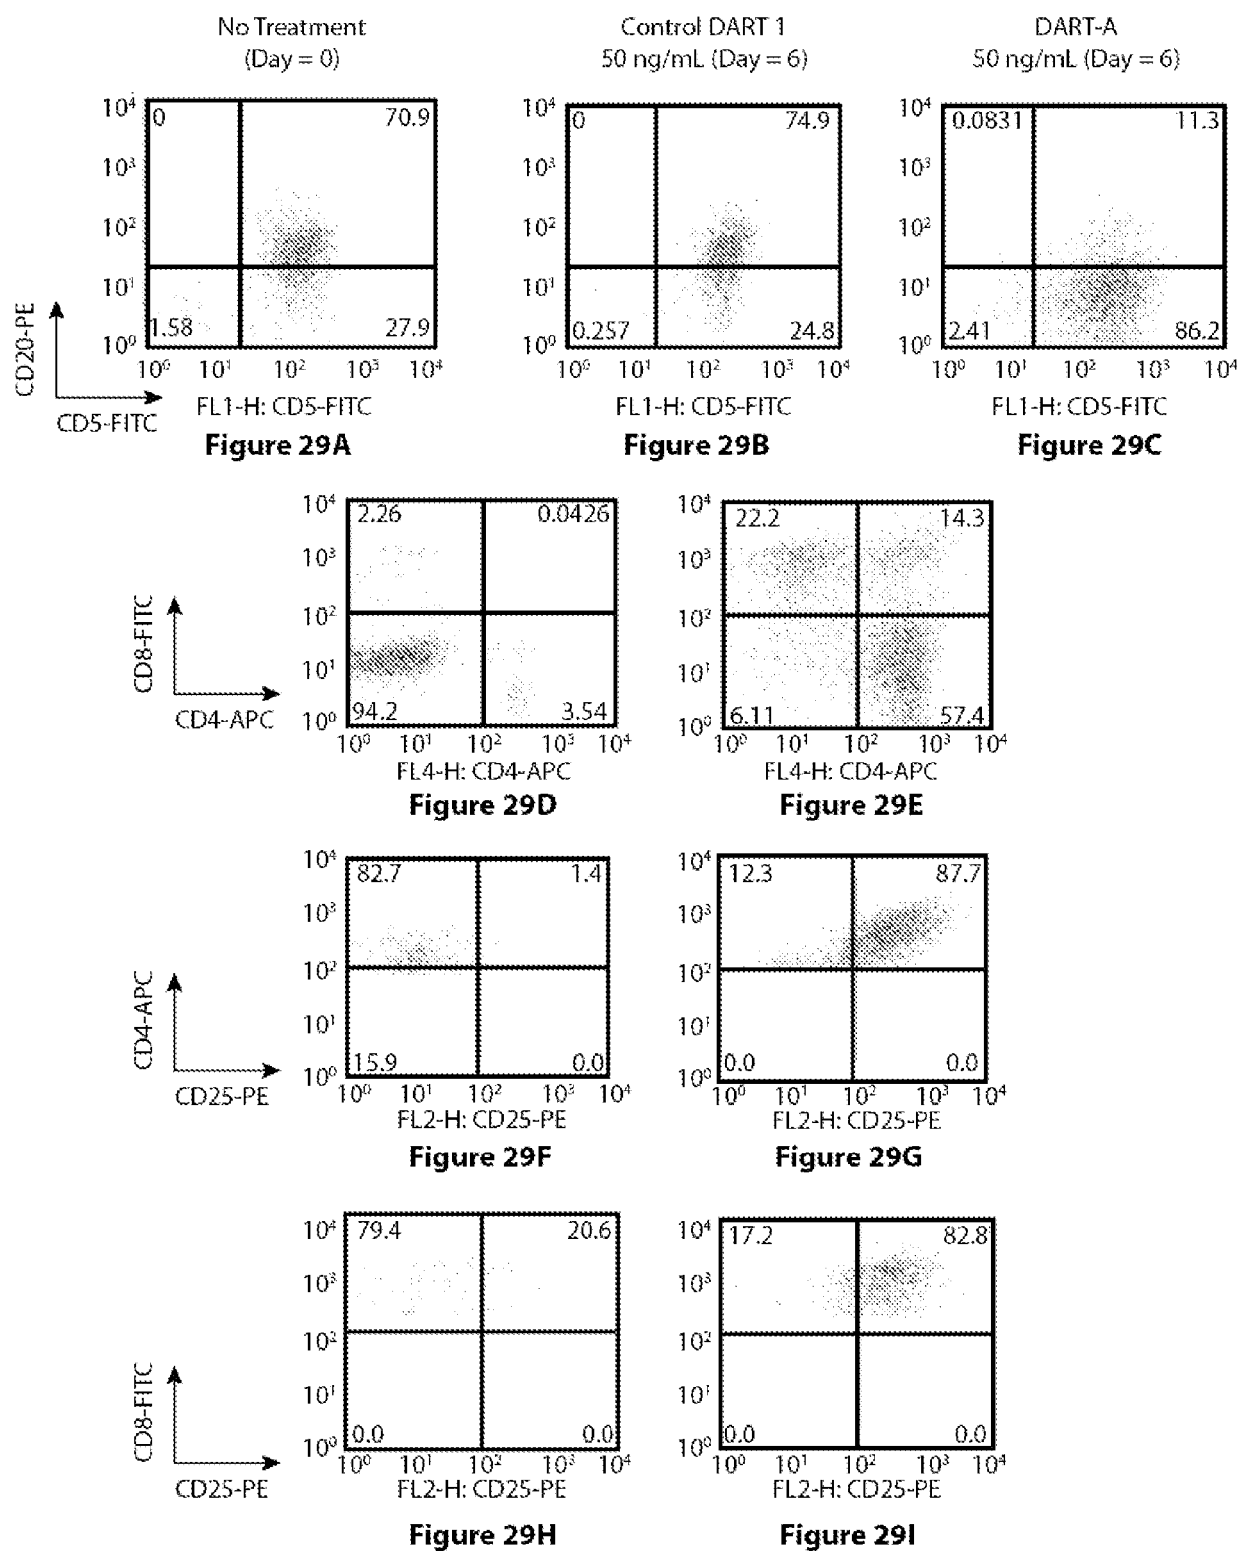 No Treatment
(Day = 0)
Control DART 1
50 ng/mL (Day = 6)
DART-A
50 ng/mL (Day = 6)
CD20-PE
CD5-FITC
10⁴
10³
10²
10¹
10⁰
0
70.9
1.58
27.9
10⁰ 10¹ 10² 10³ 10⁴
FL1-H: CD5-FITC
Figure 29A
10⁴
10³
10²
10¹
10⁰
0
74.9
0.257
24.8
10⁰ 10¹ 10² 10³ 10⁴
FL1-H: CD5-FITC
Figure 29B
10⁴
10³
10²
10¹
10⁰
0.0831
11.3
2.41
86.2
10⁰ 10¹ 10² 10³ 10⁴
FL1-H: CD5-FITC
Figure 29C
CD8-FITC
CD4-APC
10⁴
10³
10²
10¹
10⁰
2.26
0.0426
94.2
3.54
10⁰ 10¹ 10² 10³ 10⁴
FL4-H: CD4-APC
Figure 29D
10⁴
10³
10²
10¹
10⁰
22.2
14.3
6.11
57.4
10⁰ 10¹ 10² 10³ 10⁴
FL4-H: CD4-APC
Figure 29E
CD4-APC
CD25-PE
10⁴
10³
10²
10¹
10⁰
82.7
1.4
15.9
0.0
10⁰ 10¹ 10² 10³ 10⁴
FL2-H: CD25-PE
Figure 29F
10⁴
10³
10²
10¹
10⁰
12.3
87.7
0.0
0.0
10⁰ 10¹ 10² 10³ 10⁴
FL2-H: CD25-PE
Figure 29G
CD8-FITC
CD25-PE
10⁴
10³
10²
10¹
10⁰
79.4
20.6
0.0
0.0
10⁰ 10¹ 10² 10³ 10⁴
FL2-H: CD25-PE
Figure 29H
10⁴
10³
10²
10¹
10⁰
17.2
82.8
0.0
0.0
10⁰ 10¹ 10² 10³ 10⁴
FL2-H: CD25-PE
Figure 29I